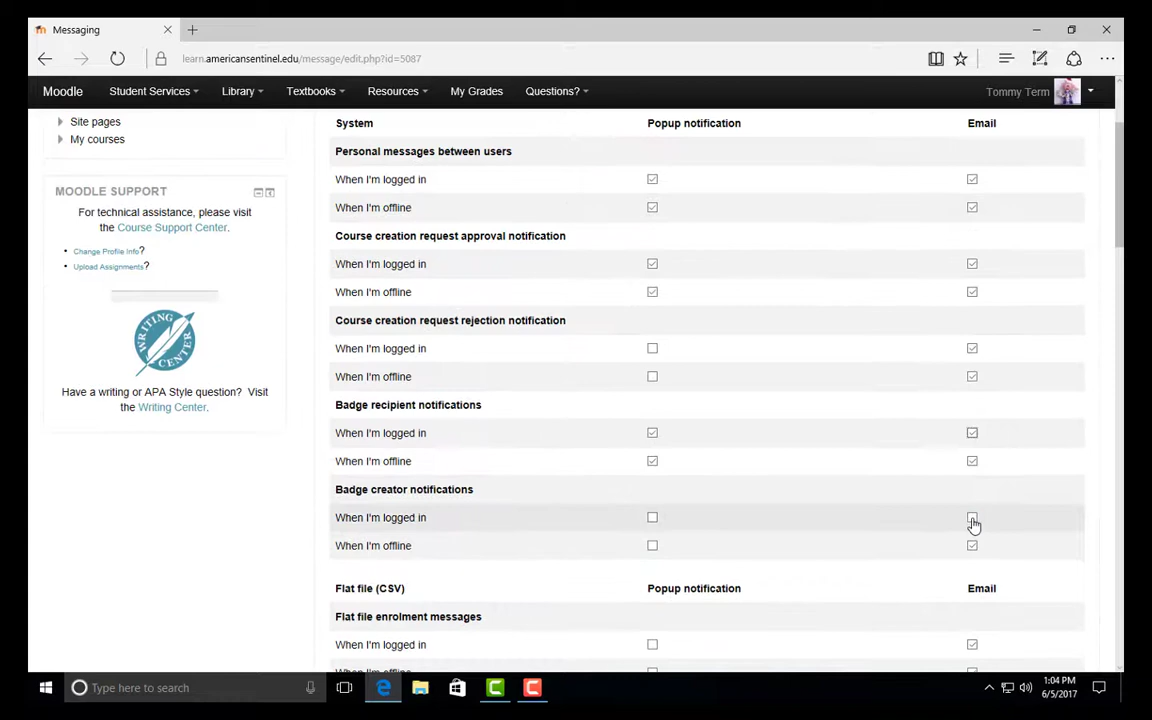 Messaging
learn.americansentinel.edu/message/edit.php?id=5087
Moodle Student Services Library Textbooks Resources My Grades Questions? Tommy Term
Site pages
My courses
MOODLE SUPPORT
For technical assistance, please visit
the Course Support Center.
• Change Profile Info?
• Upload Assignments?
WRITING CENTER
Have a writing or APA Style question? Visit
the Writing Center.
System Popup notification Email
Personal messages between users
When I'm logged in
When I'm offline
Course creation request approval notification
When I'm logged in
When I'm offline
Course creation request rejection notification
When I'm logged in
When I'm offline
Badge recipient notifications
When I'm logged in
When I'm offline
Badge creator notifications
When I'm logged in
When I'm offline
Flat file (CSV) Popup notification Email
Flat file enrolment messages
When I'm logged in
When I'm offline
Type here to search
1:04 PM
6/5/2017